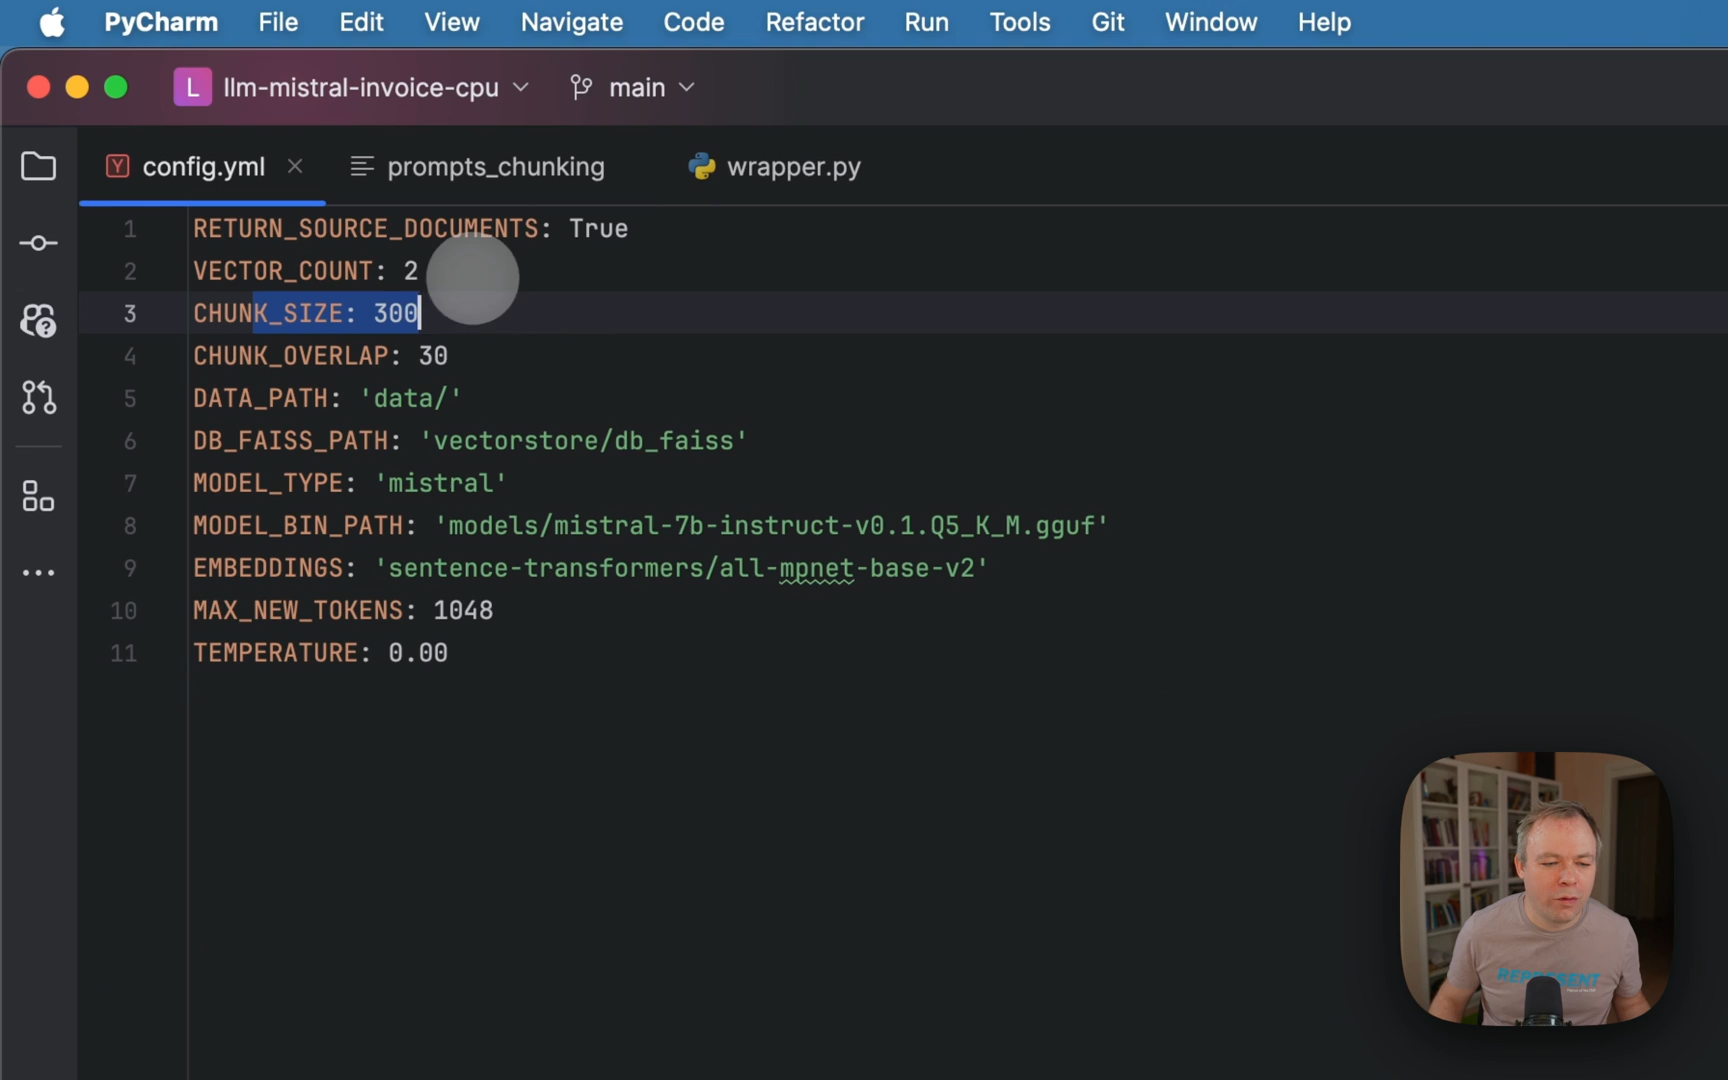 PyCharm File Edit View Navigate Code Refactor Run Tools Git Window Help
L llm-mistral-invoice-cpu main
config.yml prompts_chunking wrapper.py
1 RETURN_SOURCE_DOCUMENTS: True
2 VECTOR_COUNT: 2
3 CHUNK_SIZE: 300
4 CHUNK_OVERLAP: 30
5 DATA_PATH: 'data/'
6 DB_FAISS_PATH: 'vectorstore/db_faiss'
7 MODEL_TYPE: 'mistral'
8 MODEL_BIN_PATH: 'models/mistral-7b-instruct-v0.1.Q5_K_M.gguf'
9 EMBEDDINGS: 'sentence-transformers/all-mpnet-base-v2'
10 MAX_NEW_TOKENS: 1048
11 TEMPERATURE: 0.00